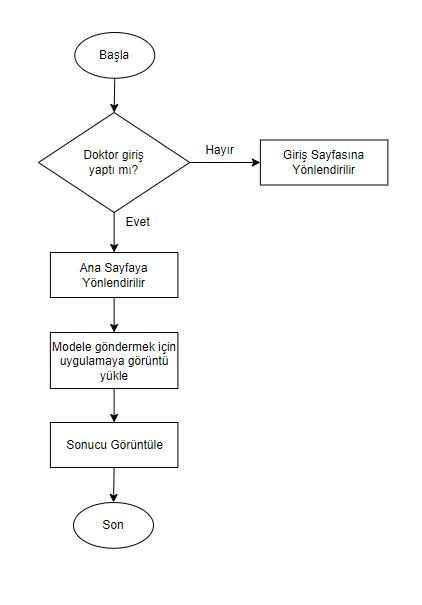 Başla
Doktor giriş
yaptı mı?
Hayır
Giriş Sayfasına
Yönlendirilir
Evet
Ana Sayfaya
Yönlendirilir
Modele göndermek için
uygulamaya görüntü
yükle
Sonucu Görüntüle
Son